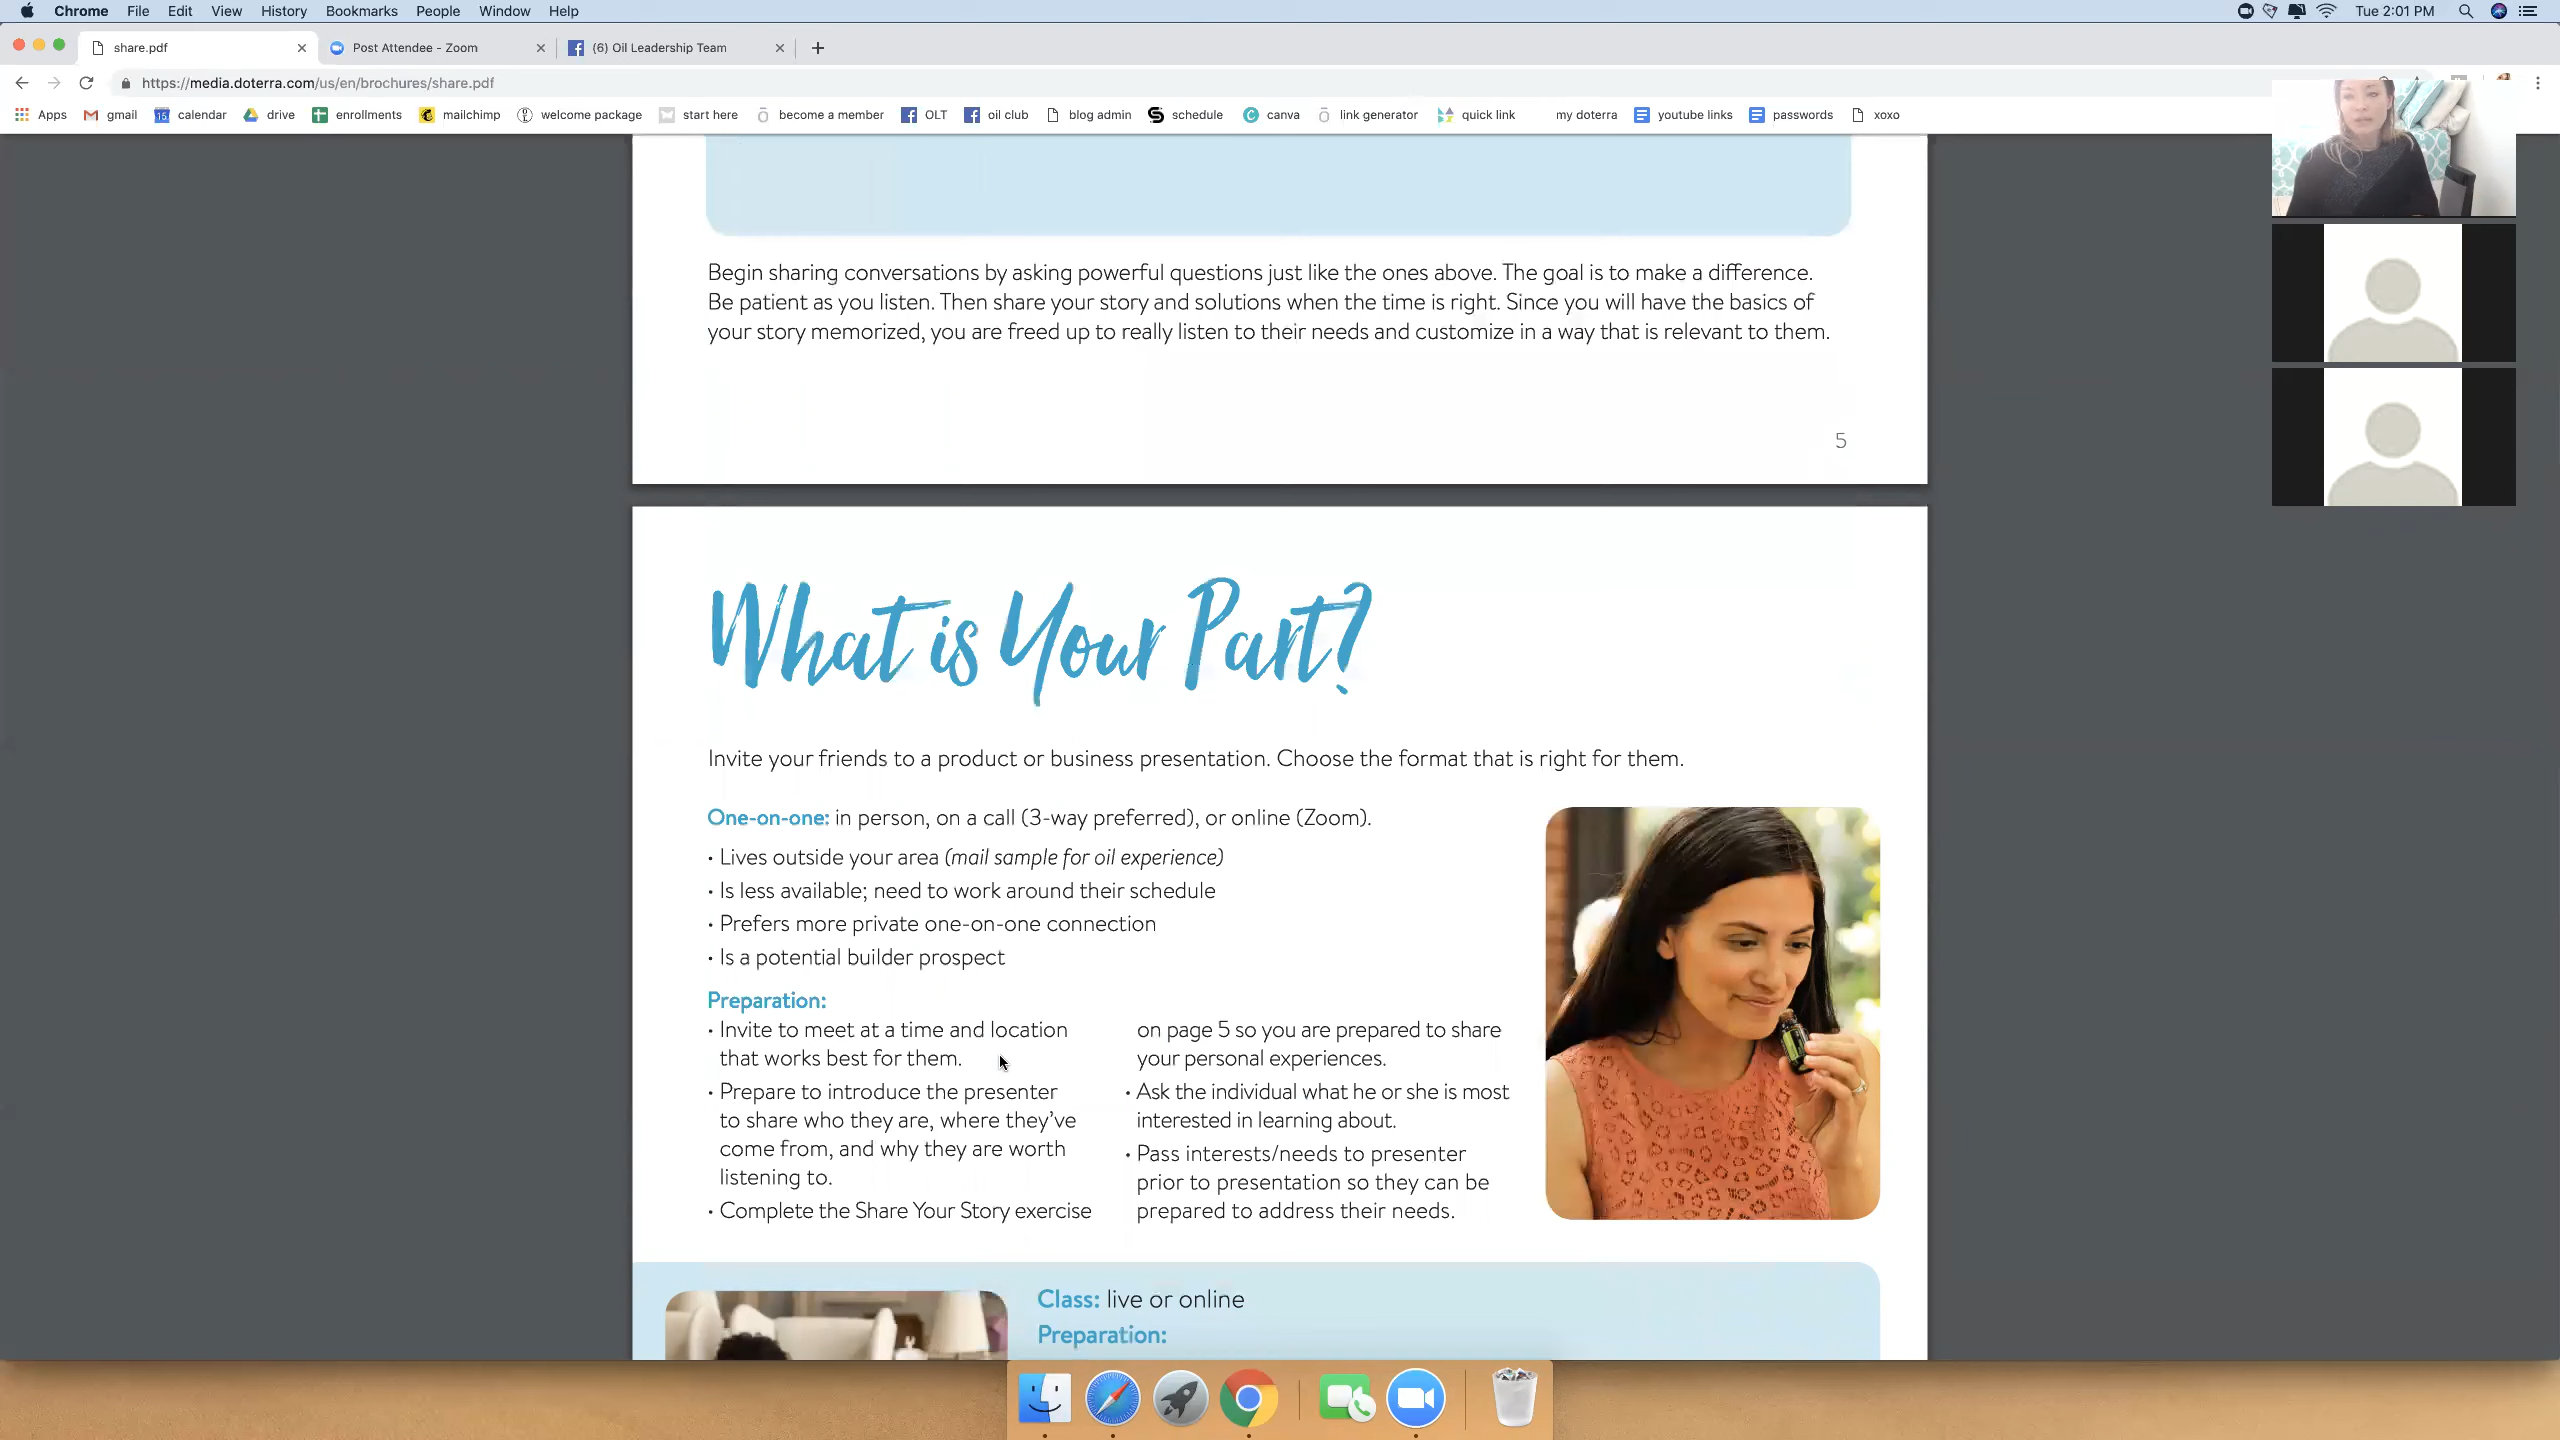 Chrome File Edit View History Bookmarks People Window Help
Tue 2:01 PM
share.pdf
Post Attendee - Zoom
(6) Oil Leadership Team
https://media.doterra.com/us/en/brochures/share.pdf
Apps gmail calendar drive enrollments mailchimp welcome package start here become a member OLT oil club blog admin schedule canva link generator quick link my doterra youtube links passwords xoxo
Begin sharing conversations by asking powerful questions just like the ones above. The goal is to make a difference.
Be patient as you listen. Then share your story and solutions when the time is right. Since you will have the basics of
your story memorized, you are freed up to really listen to their needs and customize in a way that is relevant to them.
5
What is Your Part?
Invite your friends to a product or business presentation. Choose the format that is right for them.
One-on-one: in person, on a call (3-way preferred), or online (Zoom).
• Lives outside your area (mail sample for oil experience)
• Is less available; need to work around their schedule
• Prefers more private one-on-one connection
• Is a potential builder prospect
Preparation:
• Invite to meet at a time and location
that works best for them.
• Prepare to introduce the presenter
to share who they are, where they've
come from, and why they are worth
listening to.
• Complete the Share Your Story exercise
on page 5 so you are prepared to share
your personal experiences.
• Ask the individual what he or she is most
interested in learning about.
• Pass interests/needs to presenter
prior to presentation so they can be
prepared to address their needs.
Class: live or online
Preparation: